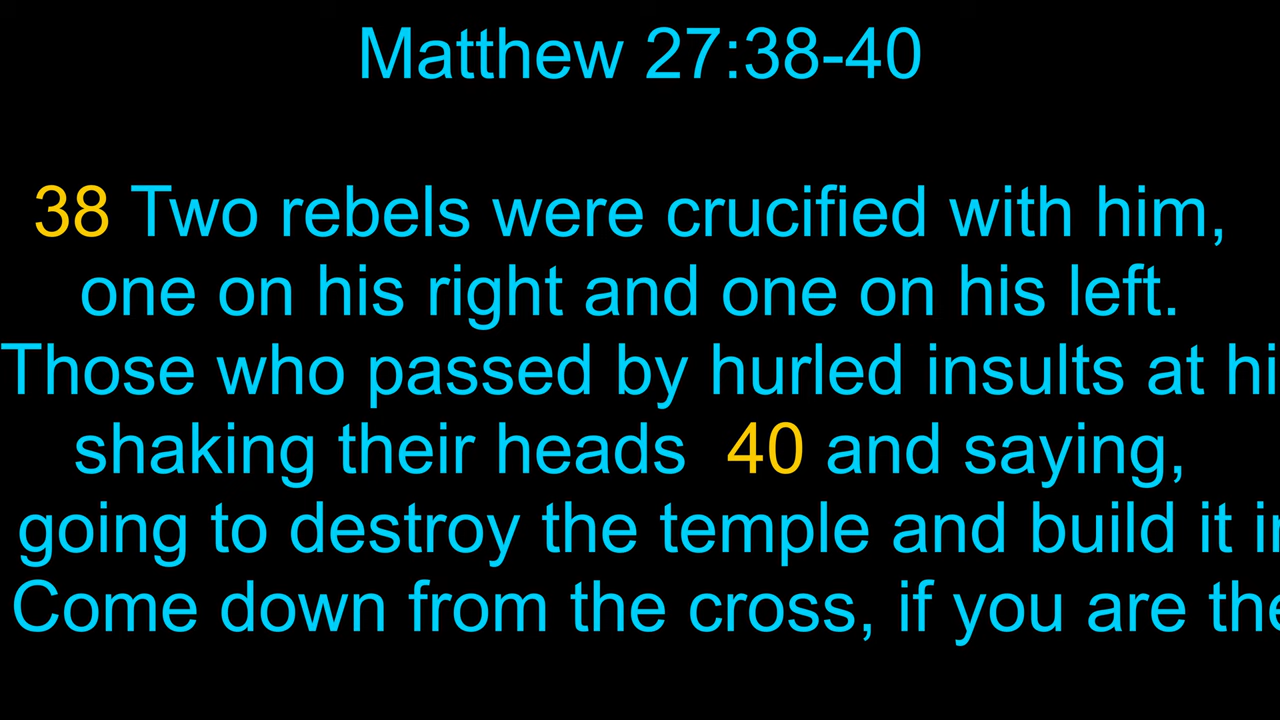 Matthew 27:38-40
38 Two rebels were crucified with him,
one on his right and one on his left.
Those who passed by hurled insults at
shaking their heads 40 and saying,
going to destroy the temple and build it
Come down from the cross, if you are